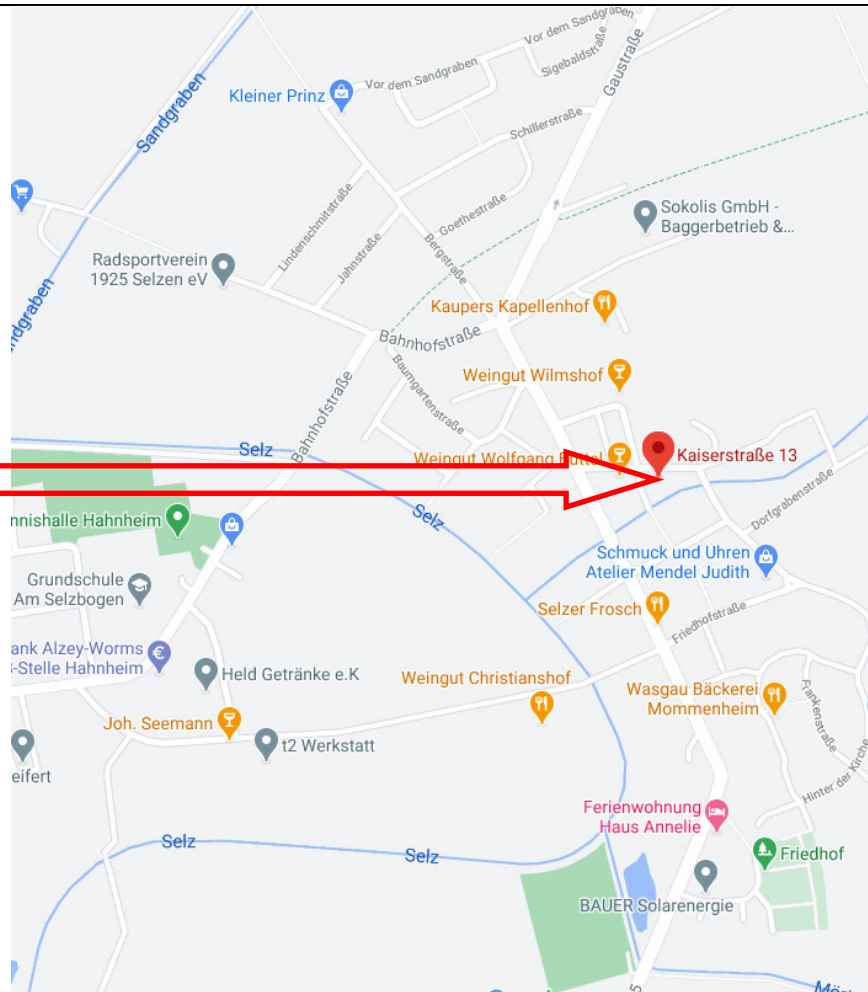 Vor dem Sandgraben
Sigebaldstraße
Gaustraße
Kleiner Prinz
Vor dem Sandgraben
Sandgraben
Schillerstraße
Lindenschmitstraße
Goethestraße
Sokolis GmbH -
Baggerbetrieb &...
Jahnstraße
Bergstraße
Radsportverein
1925 Selzen eV
Kaupers Kapellenhof
ndgraben
Bahnhofstraße
Baumgartenstraße
Weingut Wilmshof
Bahnhofstraße
Selz
Weingut Wolfgang
Kaiserstraße 13
Dorfgrabenstraße
nnishalle Hahnheim
Selz
Schmuck und Uhren
Atelier Mendel Judith
Grundschule
Am Selzbogen
Selzer Frosch
Friedhofstraße
ank Alzey-Worms
-Stelle Hahnheim
Held Getränke e.K
Weingut Christianshof
Wasgau Bäckerei
Mommenheim
Frankenstraße
Joh. Seemann
t2 Werkstatt
eifert
Hinter der Kirche
Ferienwohnung
Haus Annelie
Selz
Selz
Friedhof
BAUER Solarenergie